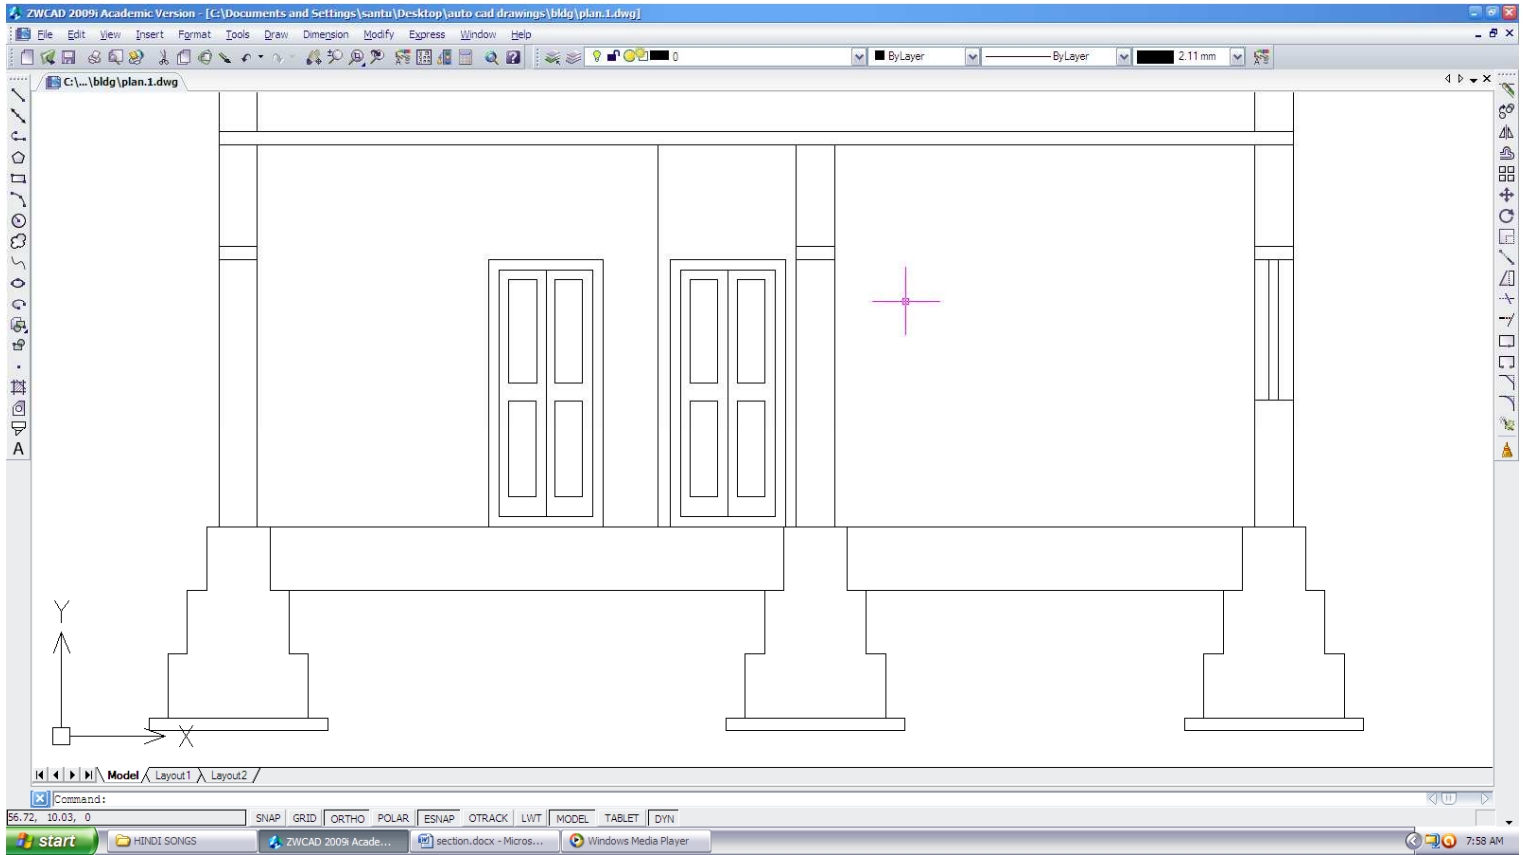 ZWCAD 2009i Academic Version - [C:\Documents and Settings\santu\Desktop\auto cad drawings\bldg\plan.1.dwg]
File Edit View Insert Format Tools Draw Dimension Modify Express Window Help
0 ByLayer ByLayer 2.11 mm
C:\...\bldg\plan.1.dwg
A
Y
X
Model Layout1 Layout2
Command:
56.72, 10.03, 0 SNAP GRID ORTHO POLAR ESNAP OTRACK LWT MODEL TABLET DYN
start HINDI SONGS ZWCAD 2009i Acade... section.docx - Micros... Windows Media Player 7:58 AM